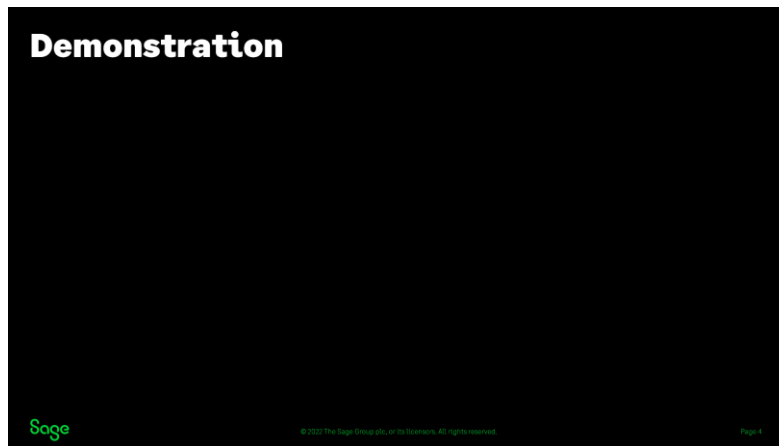 Demonstration
Sage
© 2022 The Sage Group plc, or its licensors. All rights reserved.
Page 4